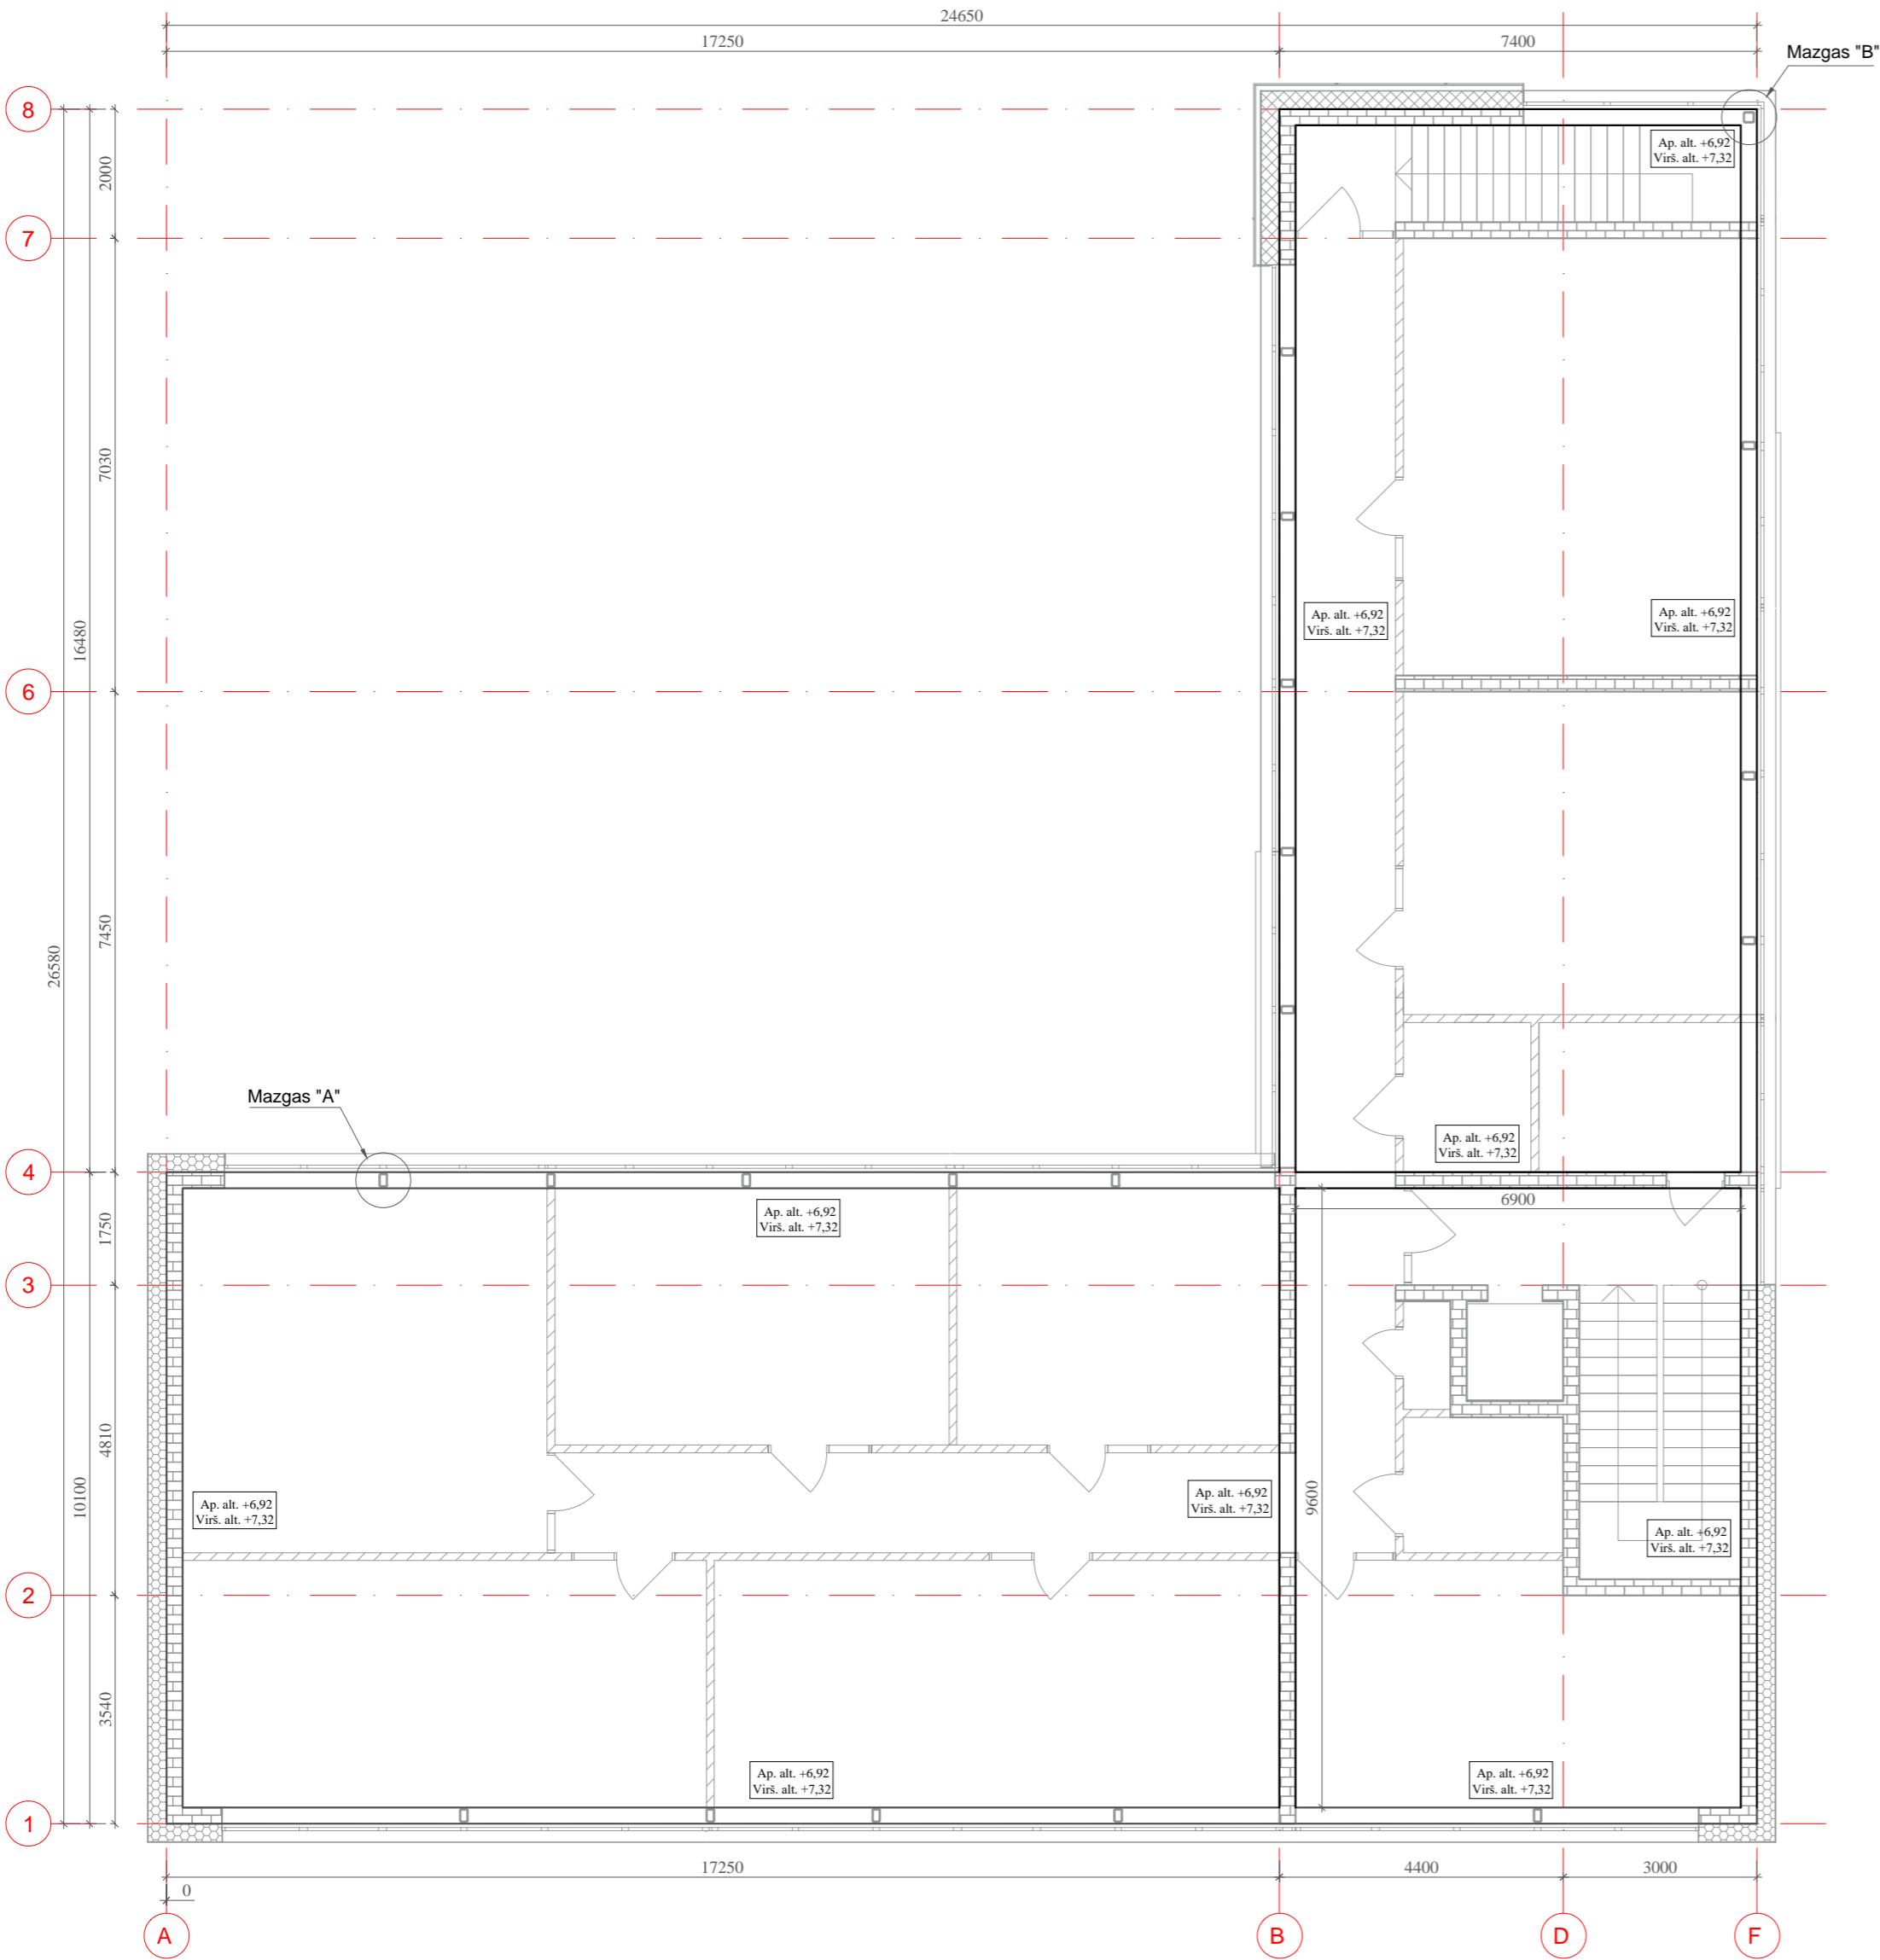 24650
17250
7400
Mazgas "B"
8
Ap. alt. +6,92
Virš. alt. +7,32
2000
7
7030
16480
Ap. alt. +6,92
Virš. alt. +7,32
Ap. alt. +6,92
Virš. alt. +7,32
6
7450
26580
Mazgas "A"
Ap. alt. +6,92
Virš. alt. +7,32
4
6900
1750
Ap. alt. +6,92
Virš. alt. +7,32
3
4810
10100
Ap. alt. +6,92
Virš. alt. +7,32
Ap. alt. +6,92
Virš. alt. +7,32
9600
Ap. alt. +6,92
Virš. alt. +7,32
2
3540
Ap. alt. +6,92
Virš. alt. +7,32
Ap. alt. +6,92
Virš. alt. +7,32
1
17250
4400
3000
0
A
B
D
F